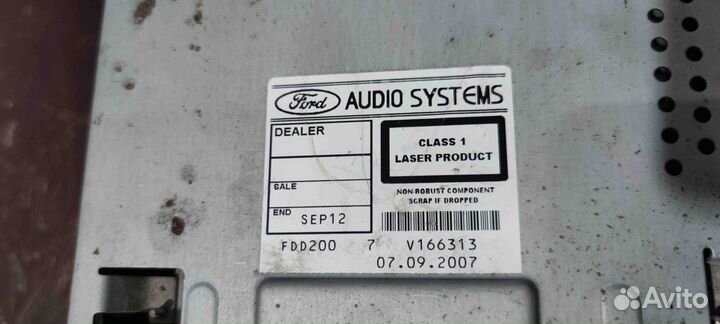 Ford AUDIO SYSTEMS
DEALER
CLASS 1
LASER PRODUCT
SALE
NON-ROBUST COMPONENT
SCRAP IF DROPPED
END SEP12
FDD200 7 V166313
07.09.2007
Avito